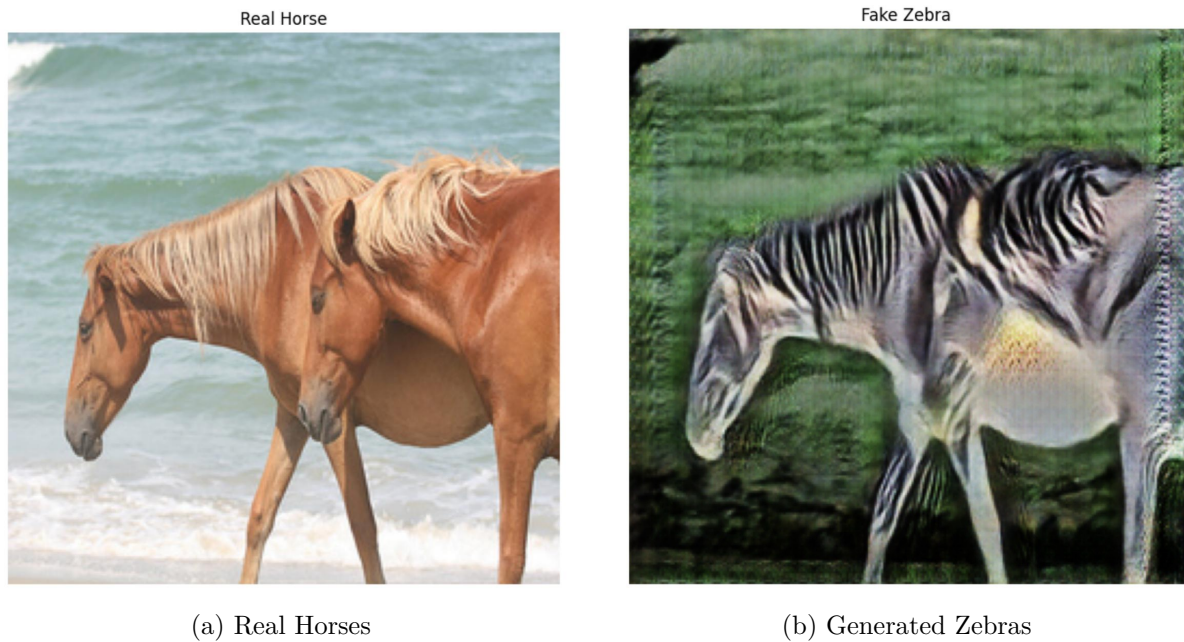 Real Horse
Fake Zebra
(a) Real Horses
(b) Generated Zebras